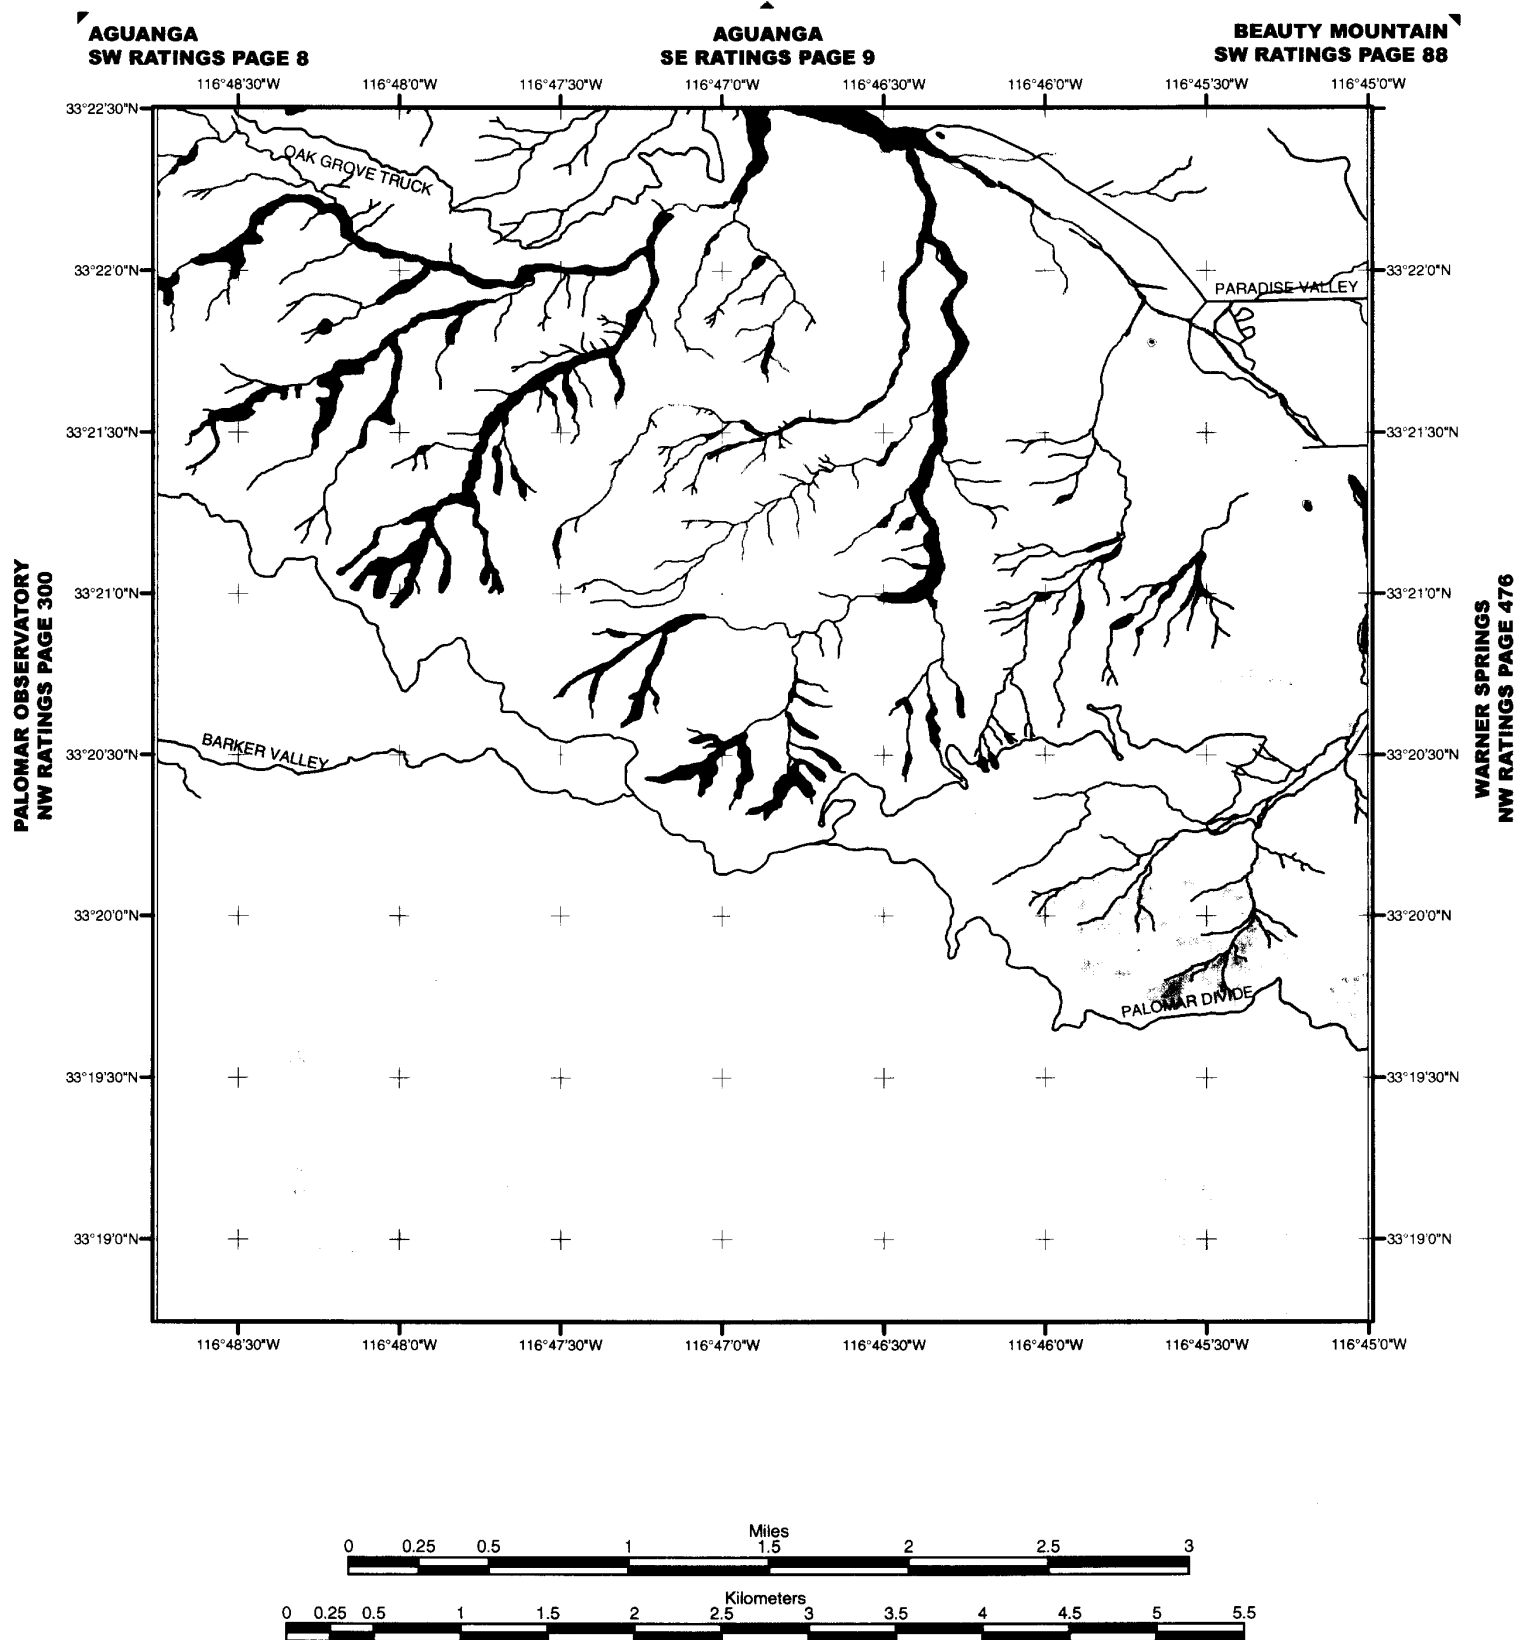 AGUANGA
SW RATINGS PAGE 8
AGUANGA
SE RATINGS PAGE 9
BEAUTY MOUNTAIN
SW RATINGS PAGE 88
116°48'30"W 116°48'0"W 116°47'30"W 116°47'0"W 116°46'30"W 116°46'0"W 116°45'30"W 116°45'0"W
33°22'30"N
OAK GROVE TRUCK
33°22'0"N 33°22'0"N
PARADISE VALLEY
33°21'30"N 33°21'30"N
PALOMAR OBSERVATORY
NW RATINGS PAGE 300
WARNER SPRINGS
NW RATINGS PAGE 476
33°21'0"N 33°21'0"N
33°20'30"N 33°20'30"N
BARKER VALLEY
33°20'0"N 33°20'0"N
PALOMAR DIVIDE
33°19'30"N 33°19'30"N
33°19'0"N 33°19'0"N
116°48'30"W 116°48'0"W 116°47'30"W 116°47'0"W 116°46'30"W 116°46'0"W 116°45'30"W 116°45'0"W
Miles
0 0.25 0.5 1 1.5 2 2.5 3
Kilometers
0 0.25 0.5 1 1.5 2 2.5 3 3.5 4 4.5 5 5.5